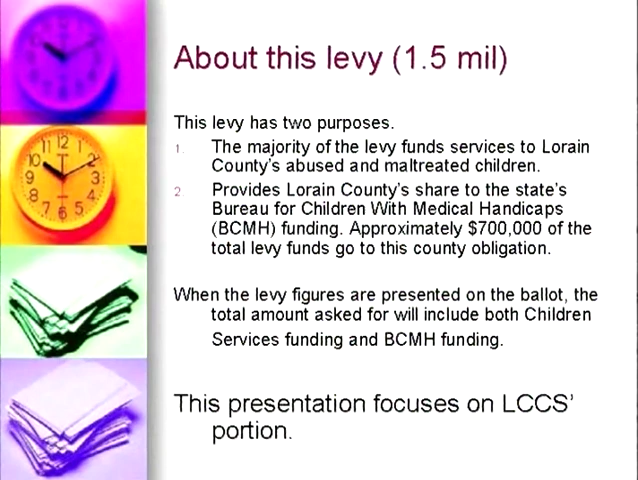 About this levy (1.5 mil)
This levy has two purposes.
1. The majority of the levy funds services to Lorain
County's abused and maltreated children.
2. Provides Lorain County's share to the state's
Bureau for Children With Medical Handicaps
(BCMH) funding. Approximately $700,000 of the
total levy funds go to this county obligation.
When the levy figures are presented on the ballot, the
total amount asked for will include both Children
Services funding and BCMH funding.
This presentation focuses on LCCS'
portion.